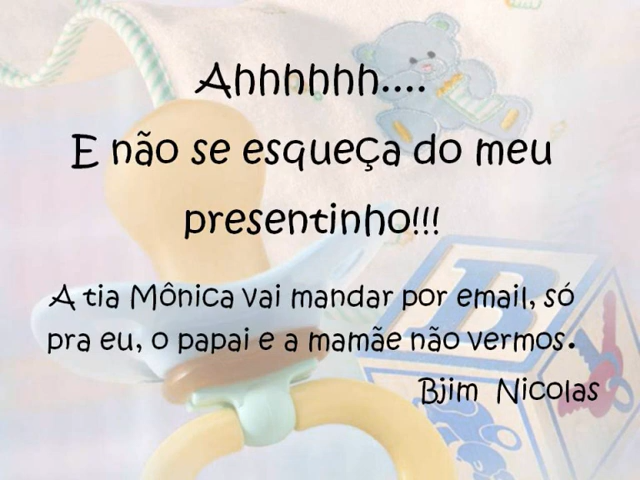 Ahhhhhh....
E não se esqueça do meu
presentinho!!!
A tia Mônica vai mandar por email, só
pra eu, o papai e a mamãe não vermos.
Bjim Nicolas
B